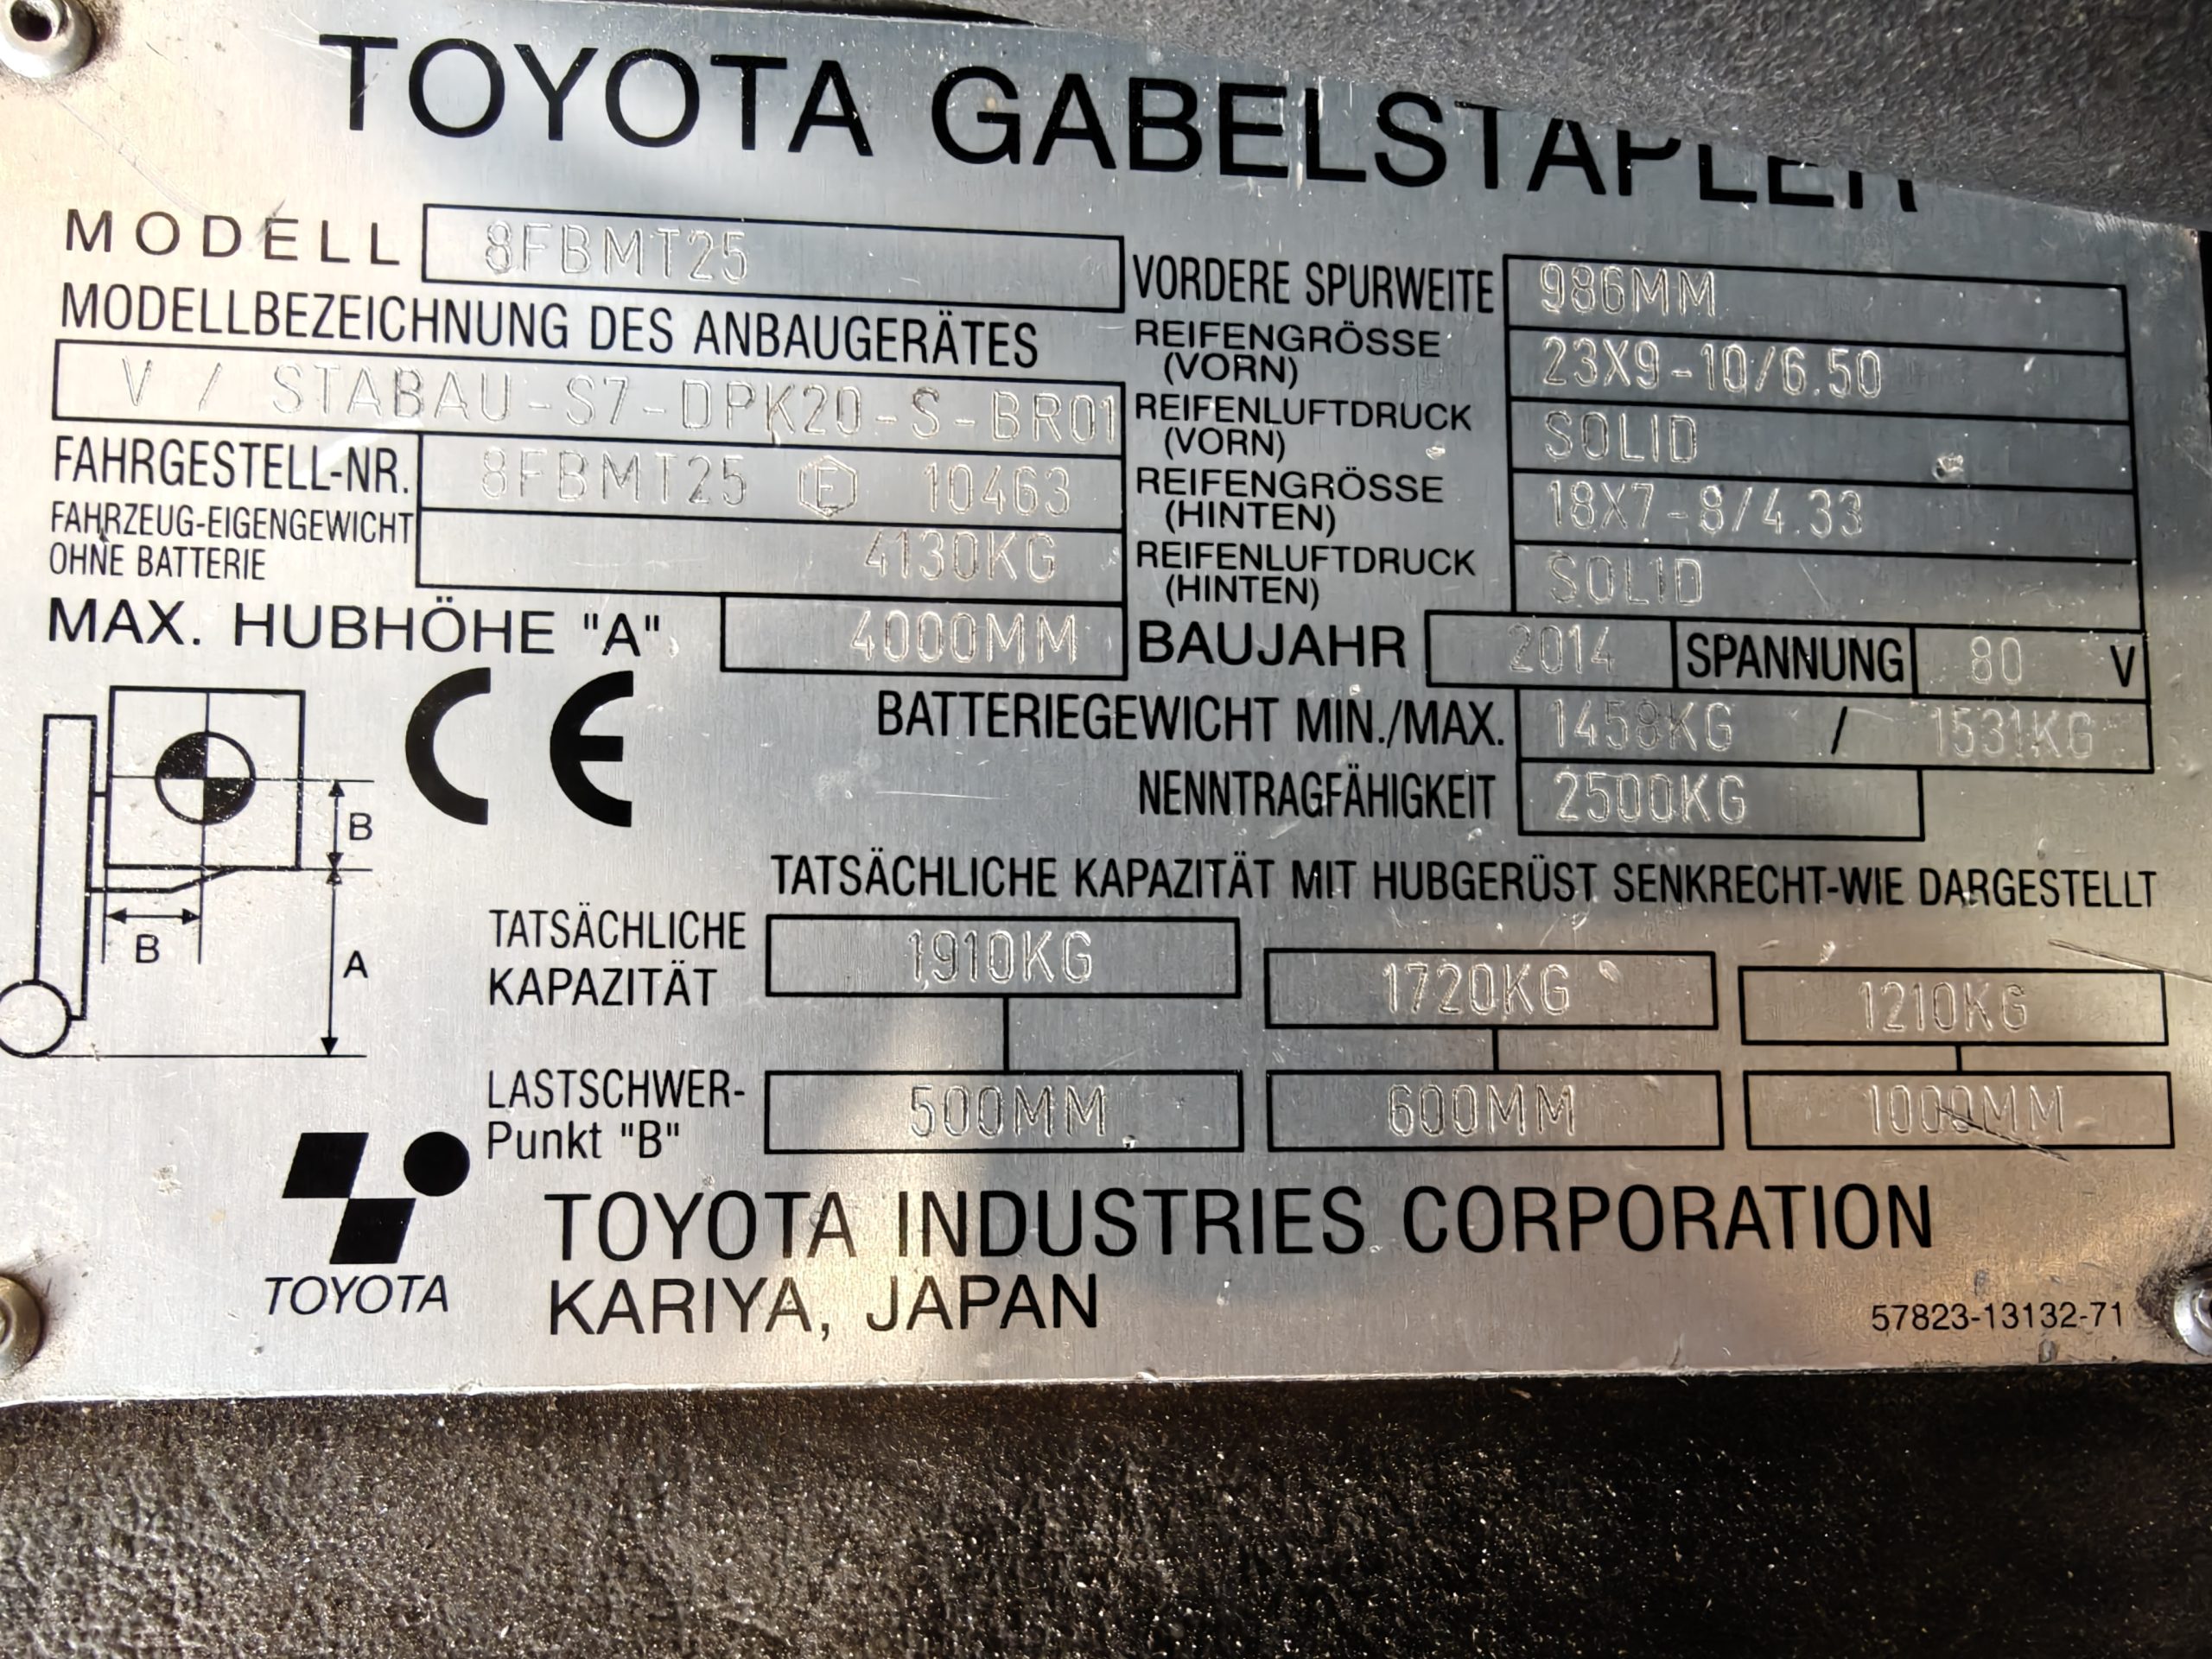 TOYOTA GABELSTAPLER
MODELL 8FBMT25
MODELLBEZEICHNUNG DES ANBAUGERÄTES
V / STABAU-S7-DPK20-S-BR01
FAHRGESTELL-NR. 8FBMT25 E 10463
FAHRZEUG-EIGENGEWICHT
OHNE BATTERIE 4130KG
MAX. HUBHÖHE "A" 4000MM
VORDERE SPURWEITE 986MM
REIFENGRÖSSE
(VORN) 23X9-10/6.50
REIFENLUFTDRUCK
(VORN) SOLID
REIFENGRÖSSE
(HINTEN) 18X7-8/4.33
REIFENLUFTDRUCK
(HINTEN) SOLID
BAUJAHR 2014 SPANNUNG 80 V
BATTERIEGEWICHT MIN./MAX. 1458KG / 1531KG
NENNTRAGFÄHIGKEIT 2500KG
CE
B
B
A
TATSÄCHLICHE KAPAZITÄT MIT HUBGERÜST SENKRECHT-WIE DARGESTELLT
TATSÄCHLICHE
KAPAZITÄT 1910KG 1720KG 1210KG
LASTSCHWER-
Punkt "B" 500MM 600MM 1000MM
TOYOTA
TOYOTA INDUSTRIES CORPORATION
KARIYA, JAPAN
57823-13132-71